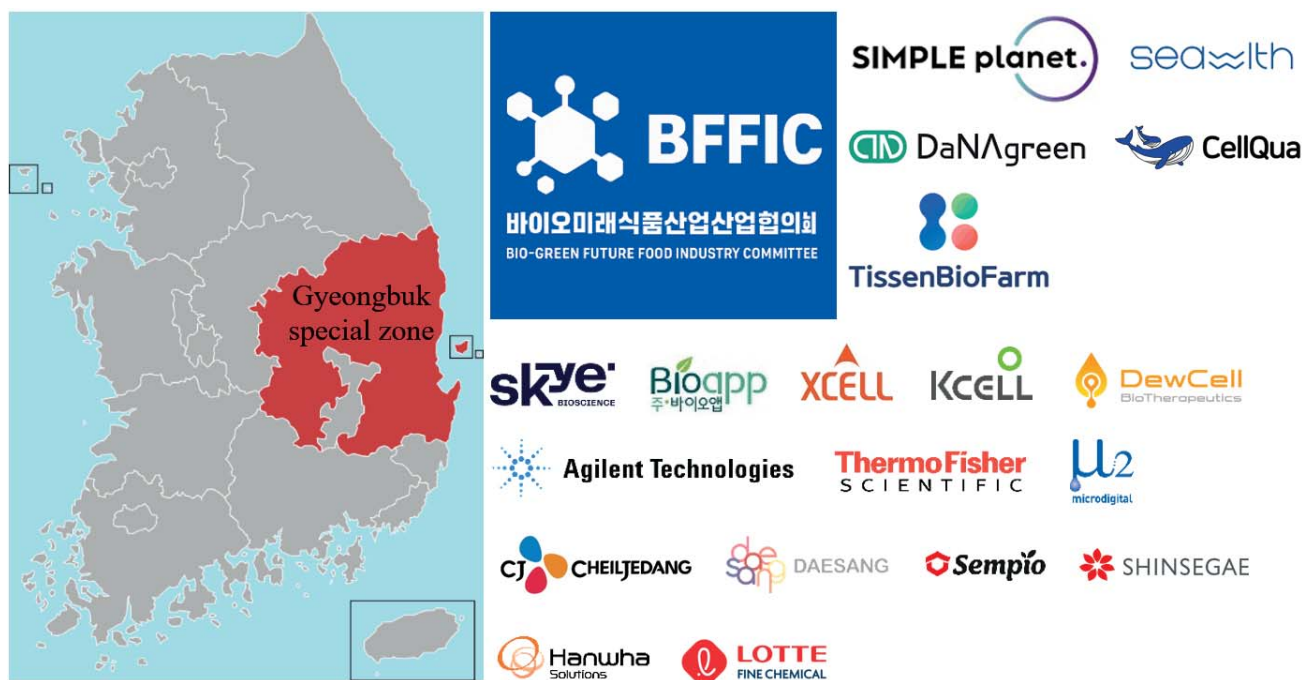 Gyeongbuk
special zone
BFFIC
바이오미래식품산업산업협의회
BIO-GREEN FUTURE FOOD INDUSTRY COMMITTEE
SIMPLE planet.
seawlth
DaNAgreen
CellQua
TissenBioFarm
skye
BIOSCIENCE
Bioapp
주·바이오앱
XCELL
KCELL
DewCell
BioTherapeutics
Agilent Technologies
ThermoFisher
SCIENTIFIC
μ2
microdigital
CJ CHEILJEDANG
daesang DAESANG
Sempio
SHINSEGAE
Hanwha
Solutions
LOTTE
FINE CHEMICAL